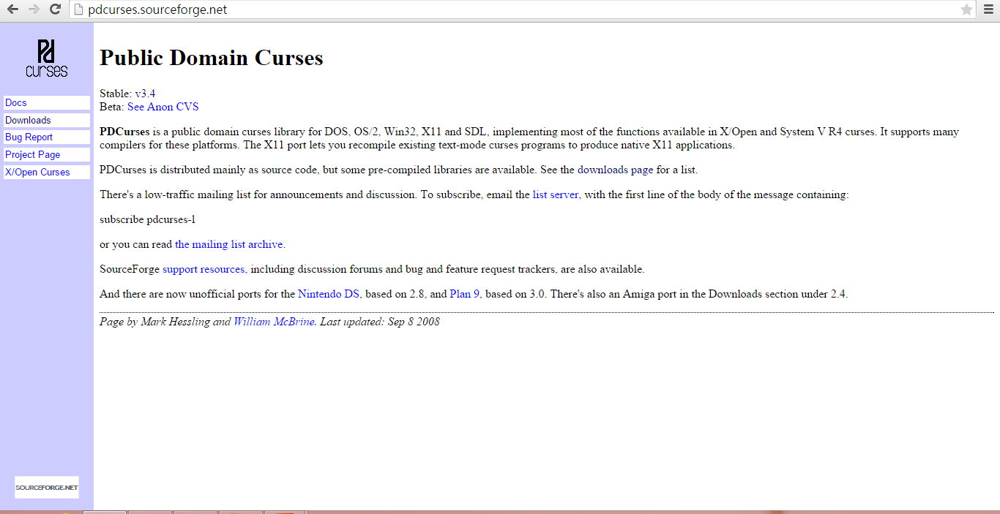 pdcurses.sourceforge.net
Pd
curses
Docs
Downloads
Bug Report
Project Page
X/Open Curses
SOURCEFORGE.NET
Public Domain Curses
Stable: v3.4
Beta: See Anon CVS
PDCurses is a public domain curses library for DOS, OS/2, Win32, X11 and SDL, implementing most of the functions available in X/Open and System V R4 curses. It supports many
compilers for these platforms. The X11 port lets you recompile existing text-mode curses programs to produce native X11 applications.
PDCurses is distributed mainly as source code, but some pre-compiled libraries are available. See the downloads page for a list.
There's a low-traffic mailing list for announcements and discussion. To subscribe, email the list server, with the first line of the body of the message containing:
subscribe pdcurses-l
or you can read the mailing list archive.
SourceForge support resources, including discussion forums and bug and feature request trackers, are also available.
And there are now unofficial ports for the Nintendo DS, based on 2.8, and Plan 9, based on 3.0. There's also an Amiga port in the Downloads section under 2.4.
Page by Mark Hessling and William McBrine. Last updated: Sep 8 2008